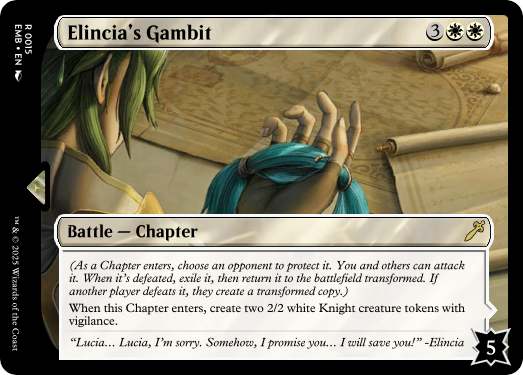 Elincia's Gambit 3
R 0015
EMB • EN
Battle — Chapter
(As a Chapter enters, choose an opponent to protect it. You and others can attack
it. When it's defeated, exile it, then return it to the battlefield transformed. If
another player defeats it, they create a transformed copy.)
When this Chapter enters, create two 2/2 white Knight creature tokens with
vigilance.
"Lucia... Lucia, I'm sorry. Somehow, I promise you... I will save you!" -Elincia
5
™ & © 2025 Wizards of the Coast